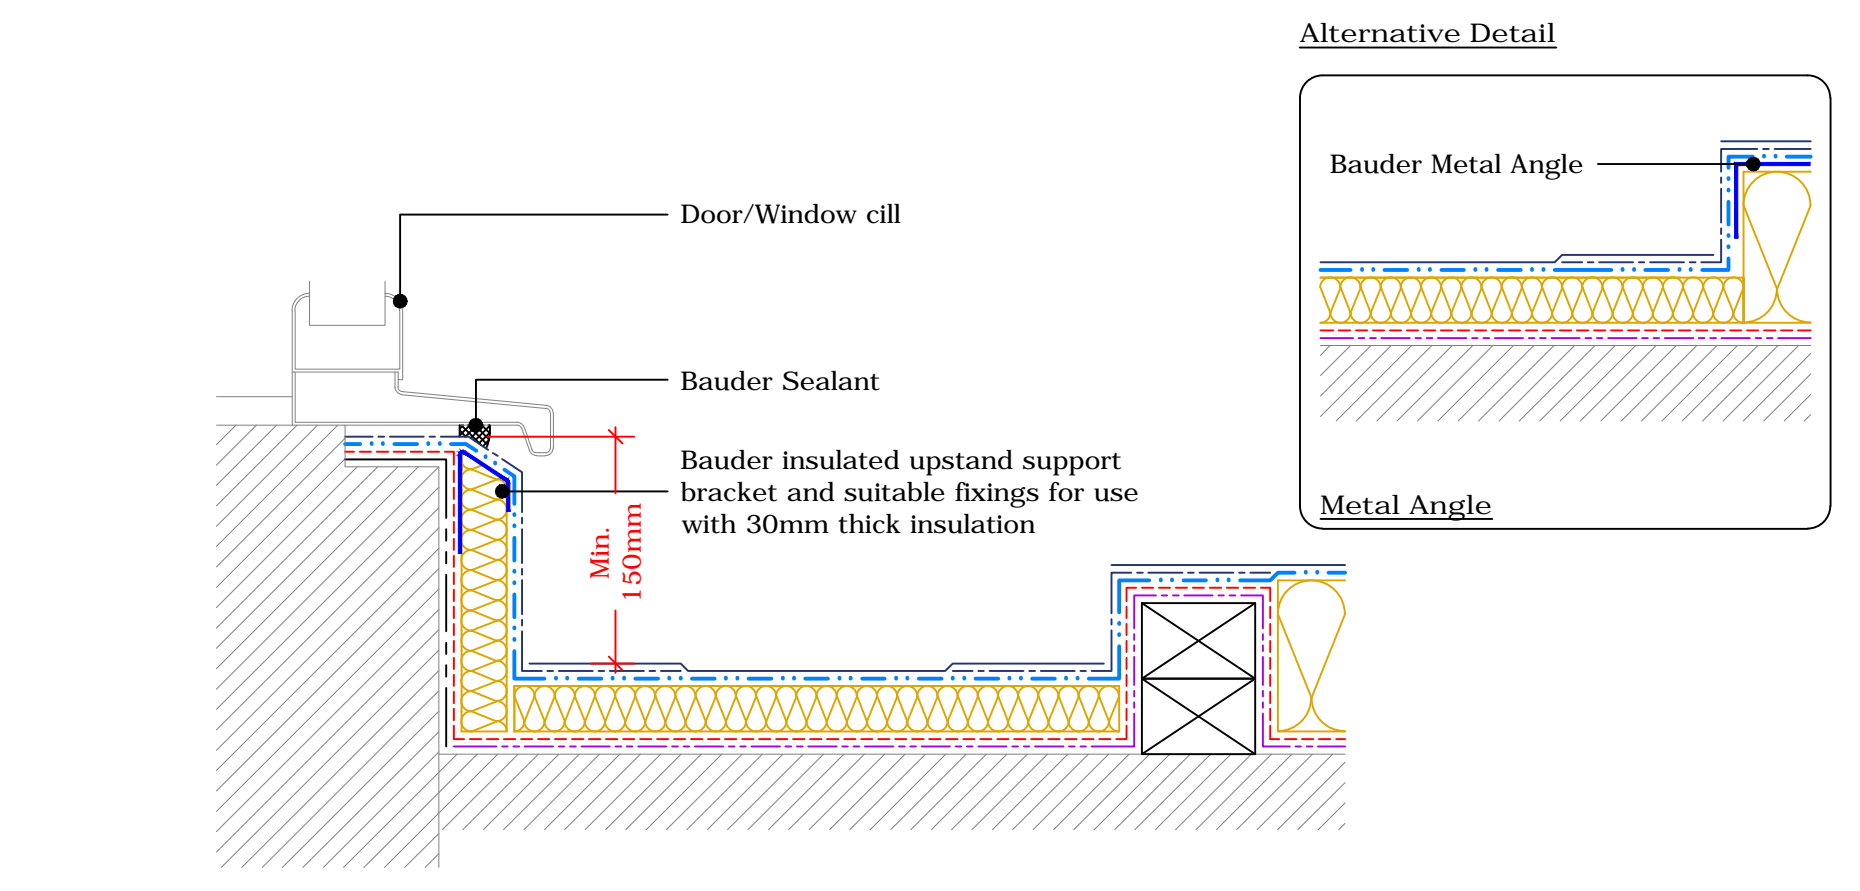 Alternative Detail
Bauder Metal Angle
Door/Window cill
Bauder Sealant
Bauder insulated upstand support
bracket and suitable fixings for use
with 30mm thick insulation
Min.
150mm
Metal Angle